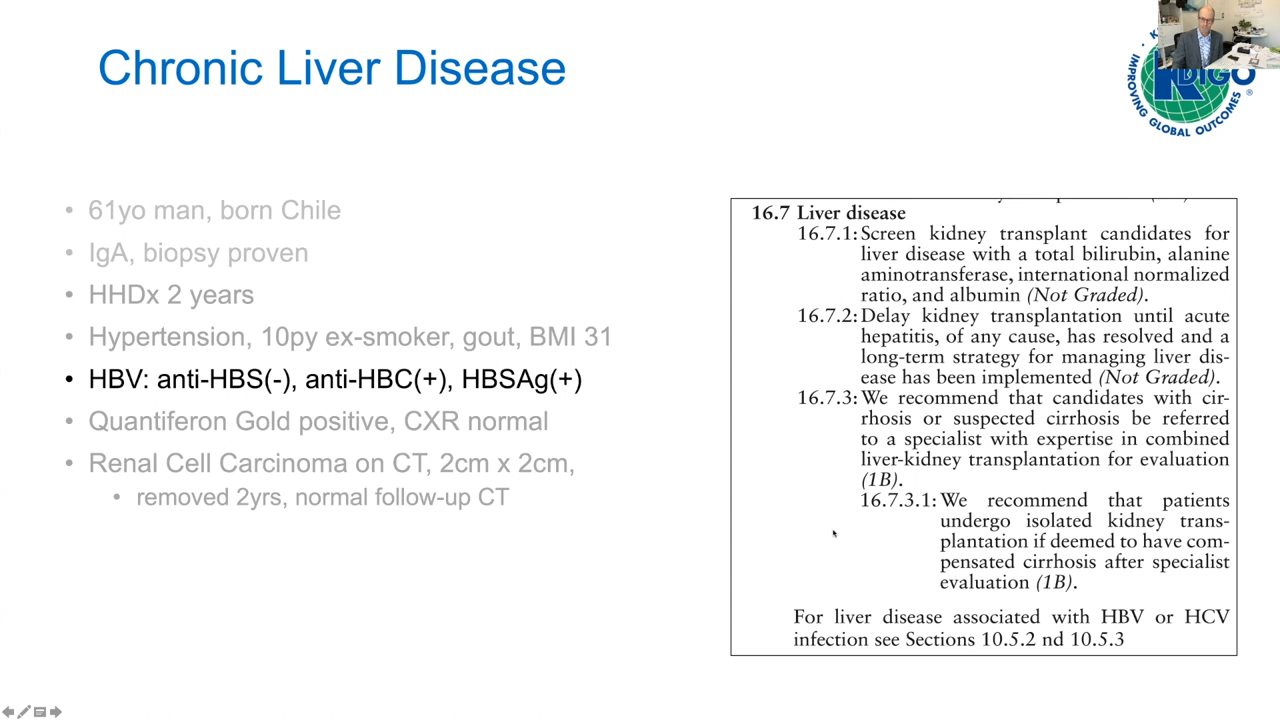 Chronic Liver Disease
KDIGO
IMPROVING GLOBAL OUTCOMES
®
• 61yo man, born Chile
• IgA, biopsy proven
• HHDx 2 years
• Hypertension, 10py ex-smoker, gout, BMI 31
• HBV: anti-HBS(-), anti-HBC(+), HBSAg(+)
• Quantiferon Gold positive, CXR normal
• Renal Cell Carcinoma on CT, 2cm x 2cm,
• removed 2yrs, normal follow-up CT
16.7 Liver disease
16.7.1: Screen kidney transplant candidates for
liver disease with a total bilirubin, alanine
aminotransferase, international normalized
ratio, and albumin (Not Graded).
16.7.2: Delay kidney transplantation until acute
hepatitis, of any cause, has resolved and a
long-term strategy for managing liver dis-
ease has been implemented (Not Graded).
16.7.3: We recommend that candidates with cir-
rhosis or suspected cirrhosis be referred
to a specialist with expertise in combined
liver-kidney transplantation for evaluation
(1B).
16.7.3.1: We recommend that patients
undergo isolated kidney trans-
plantation if deemed to have com-
pensated cirrhosis after specialist
evaluation (1B).
For liver disease associated with HBV or HCV
infection see Sections 10.5.2 nd 10.5.3